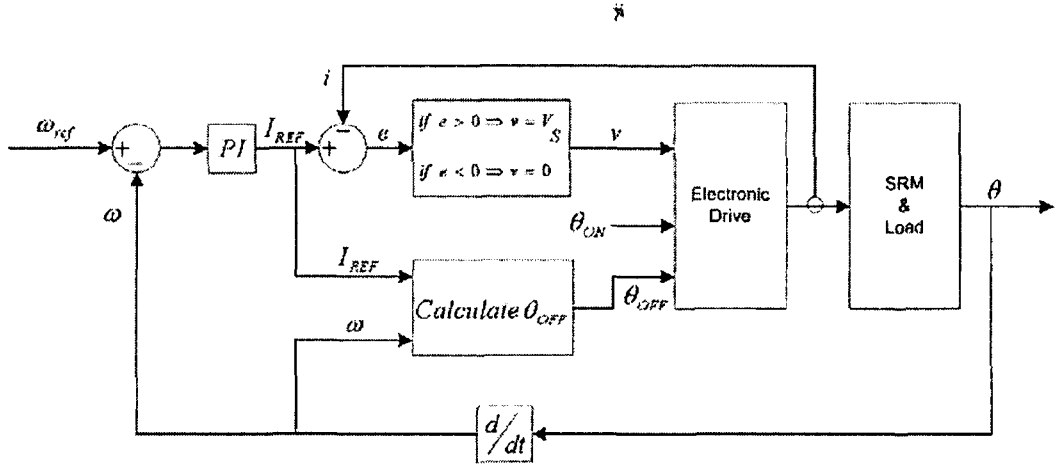 i
ω_ref
+
−
PI
I_REF
+
−
e
if e > 0 ⇒ v = V_S
if e < 0 ⇒ v = 0
v
Electronic
Drive
SRM
&
Load
θ
ω
θ_ON
I_REF
Calculate θ_OFF
θ_OFF
ω
d/dt